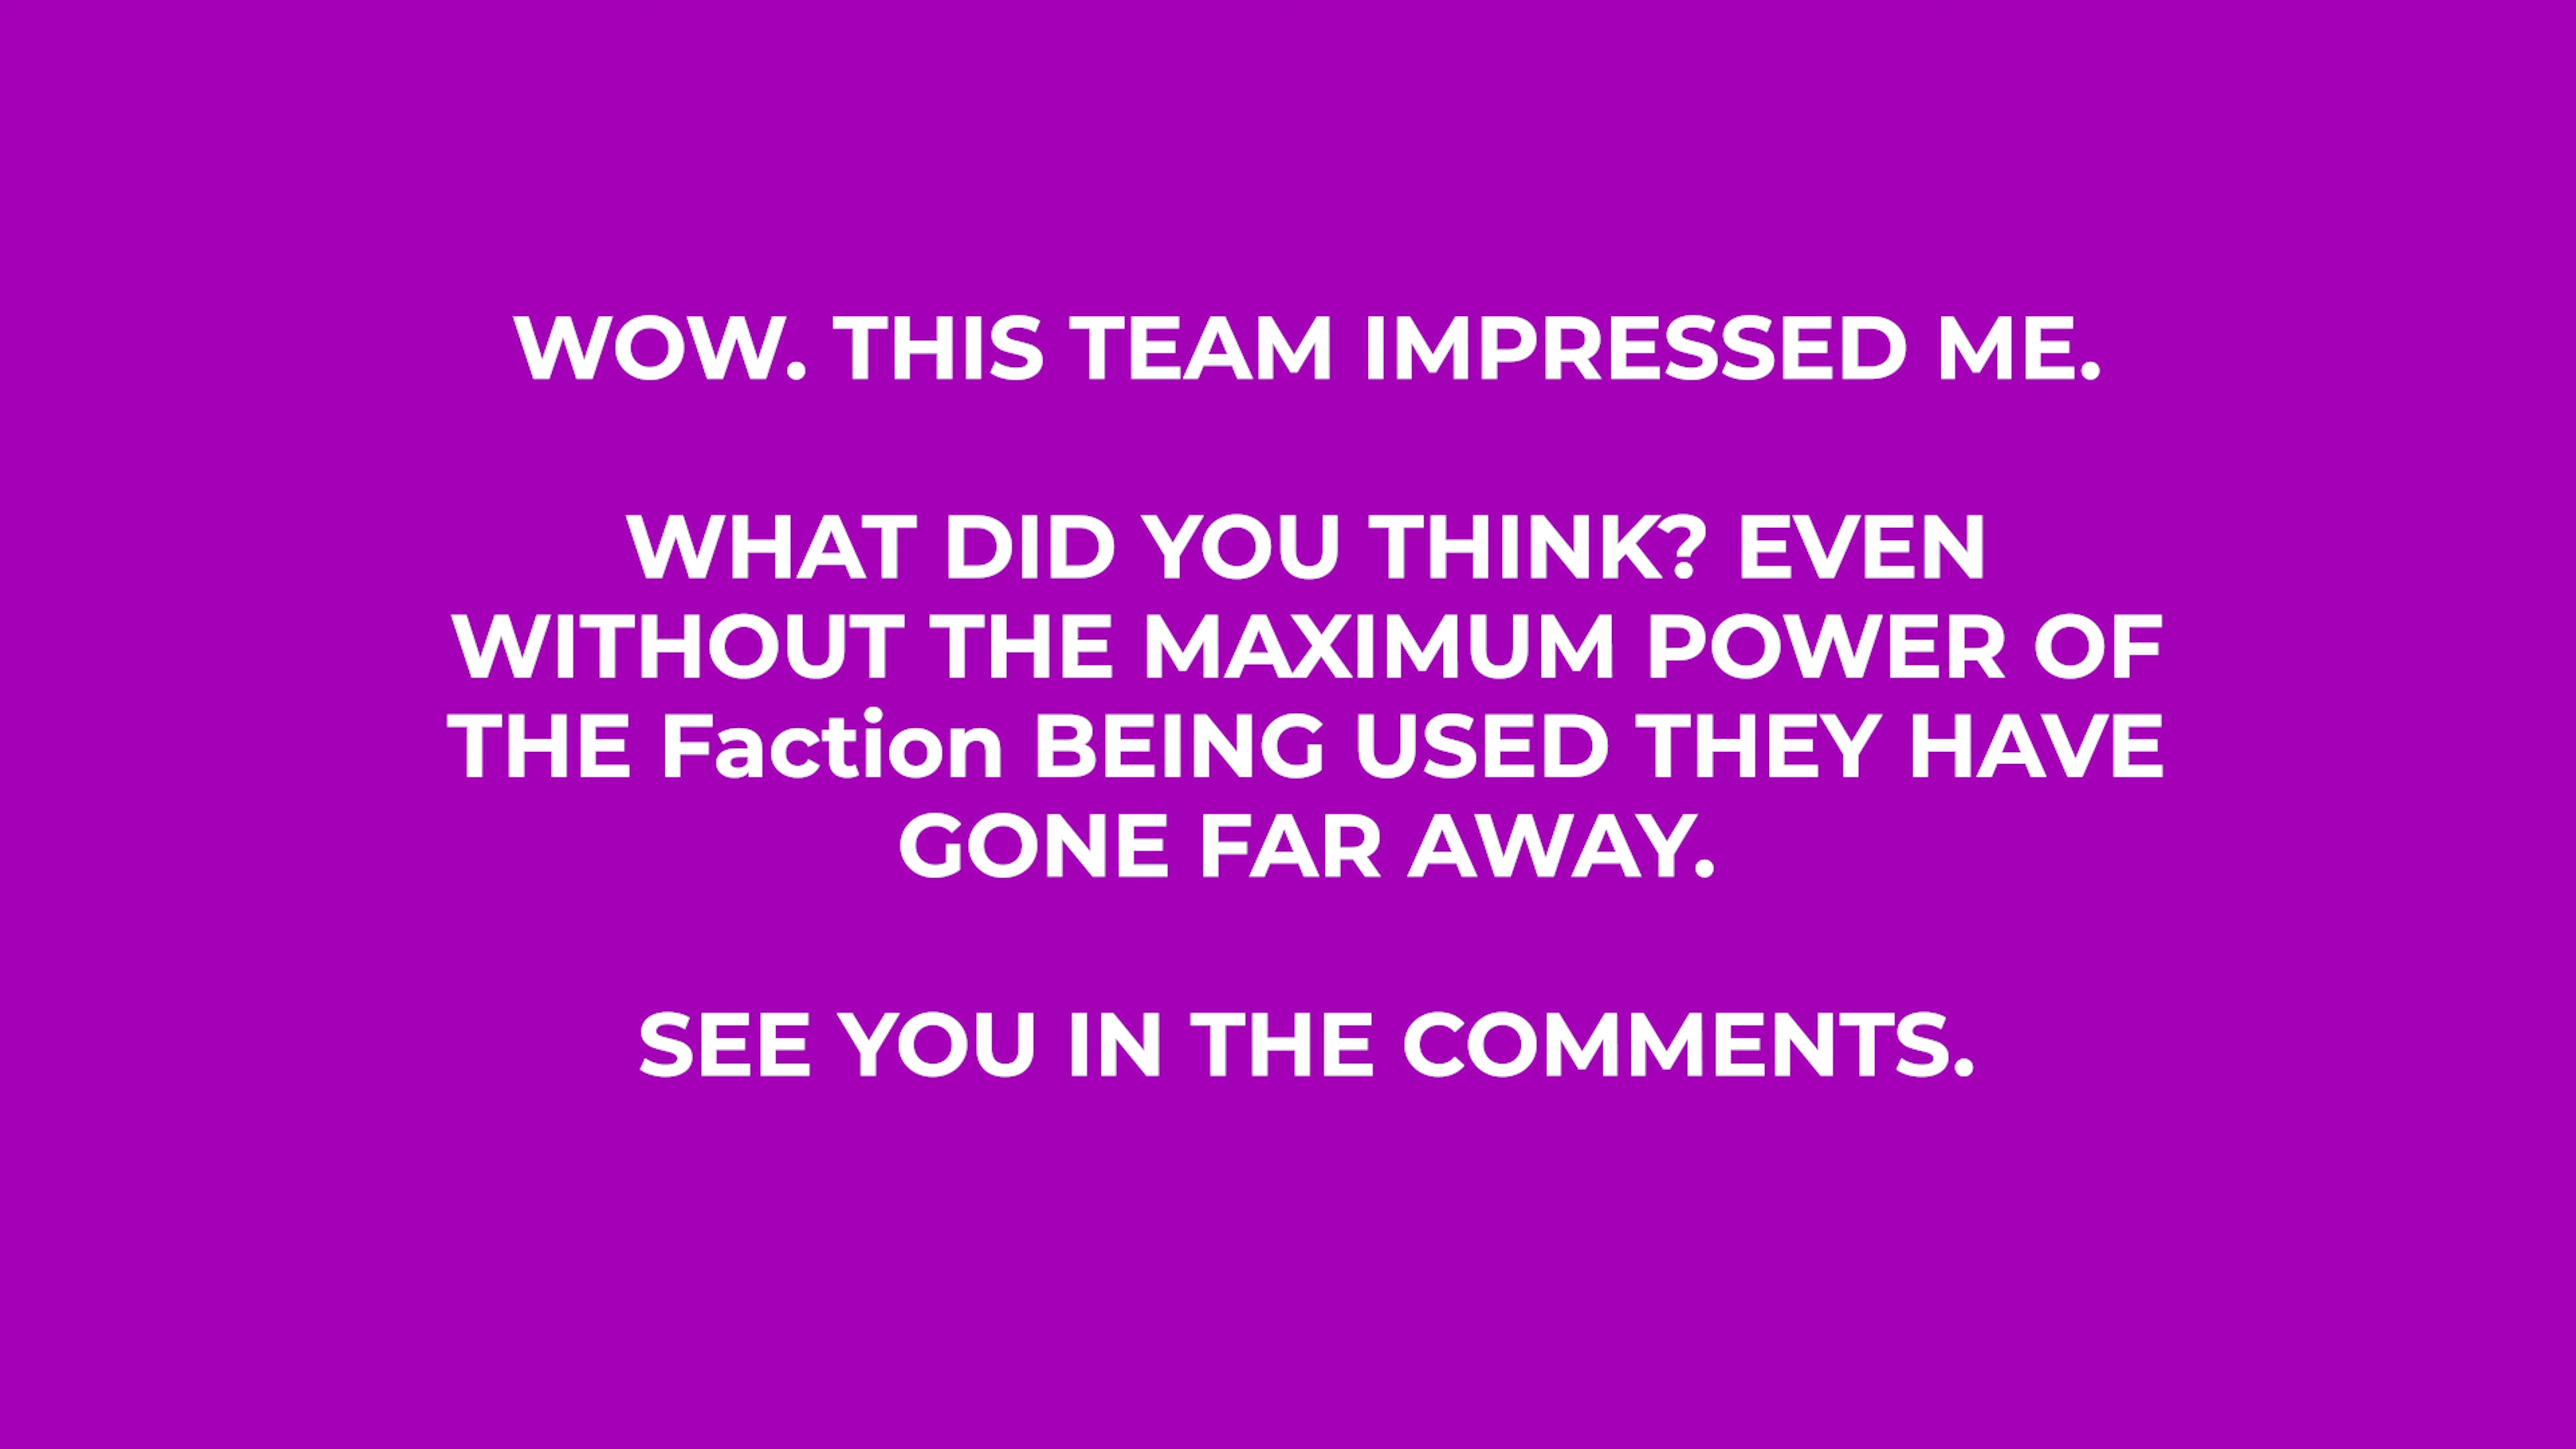 WOW. THIS TEAM IMPRESSED ME.
WHAT DID YOU THINK? EVEN
WITHOUT THE MAXIMUM POWER OF
THE Faction BEING USED THEY HAVE
GONE FAR AWAY.
SEE YOU IN THE COMMENTS.